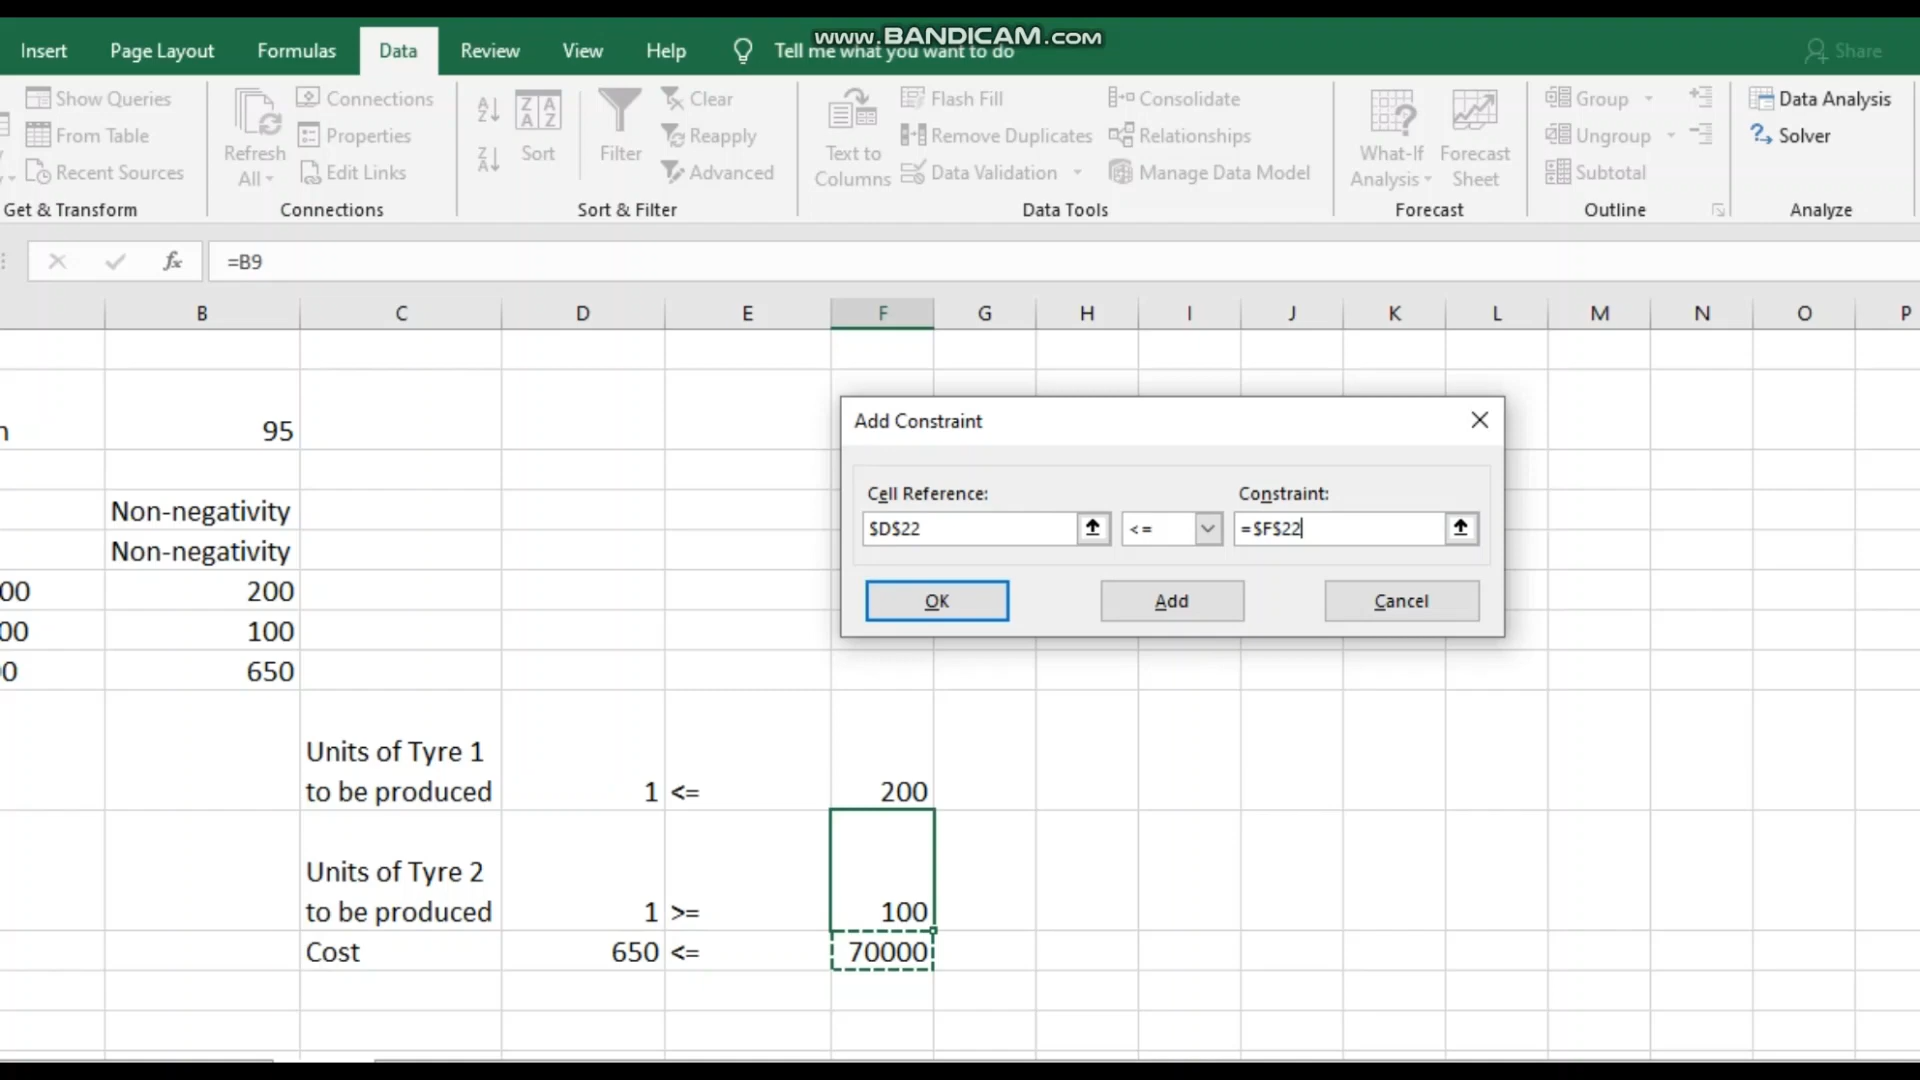 www.BANDICAM.com
Insert Page Layout Formulas Data Review View Help Tell me what you want to do Share
Show Queries Connections Clear Flash Fill Consolidate Group Data Analysis
From Table Properties Reapply Remove Duplicates Relationships Ungroup Solver
Recent Sources Edit Links Advanced Data Validation Manage Data Model Subtotal
Refresh All Sort Filter Text to Columns What-If Analysis Forecast Sheet
Get & Transform Connections Sort & Filter Data Tools Forecast Outline Analyze
fx =B9
B C D E F G H I J K L M N O P
n 95
Add Constraint
Cell Reference: Constraint:
$D$22 <= =$F$22
OK Add Cancel
Non-negativity
Non-negativity
00 200
00 100
00 650
Units of Tyre 1
to be produced 1 <= 200
Units of Tyre 2
to be produced 1 >= 100
Cost 650 <= 70000